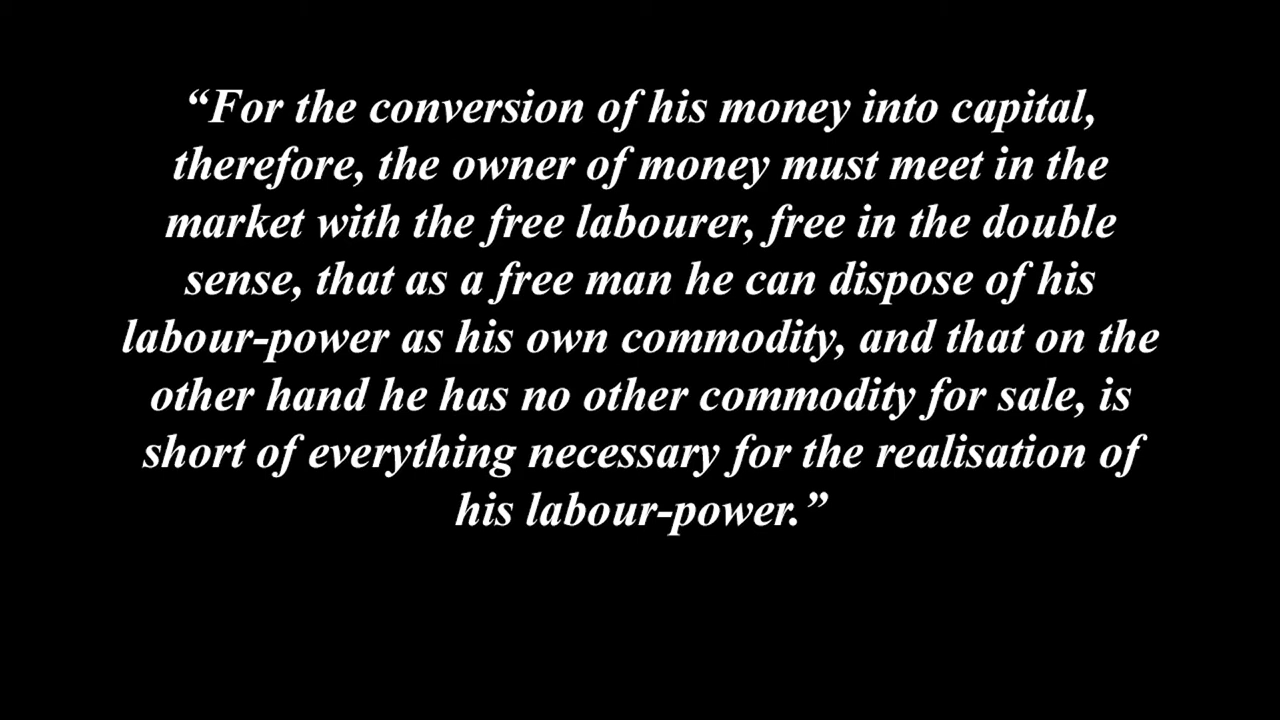 “For the conversion of his money into capital,
therefore, the owner of money must meet in the
market with the free labourer, free in the double
sense, that as a free man he can dispose of his
labour-power as his own commodity, and that on the
other hand he has no other commodity for sale, is
short of everything necessary for the realisation of
his labour-power.”